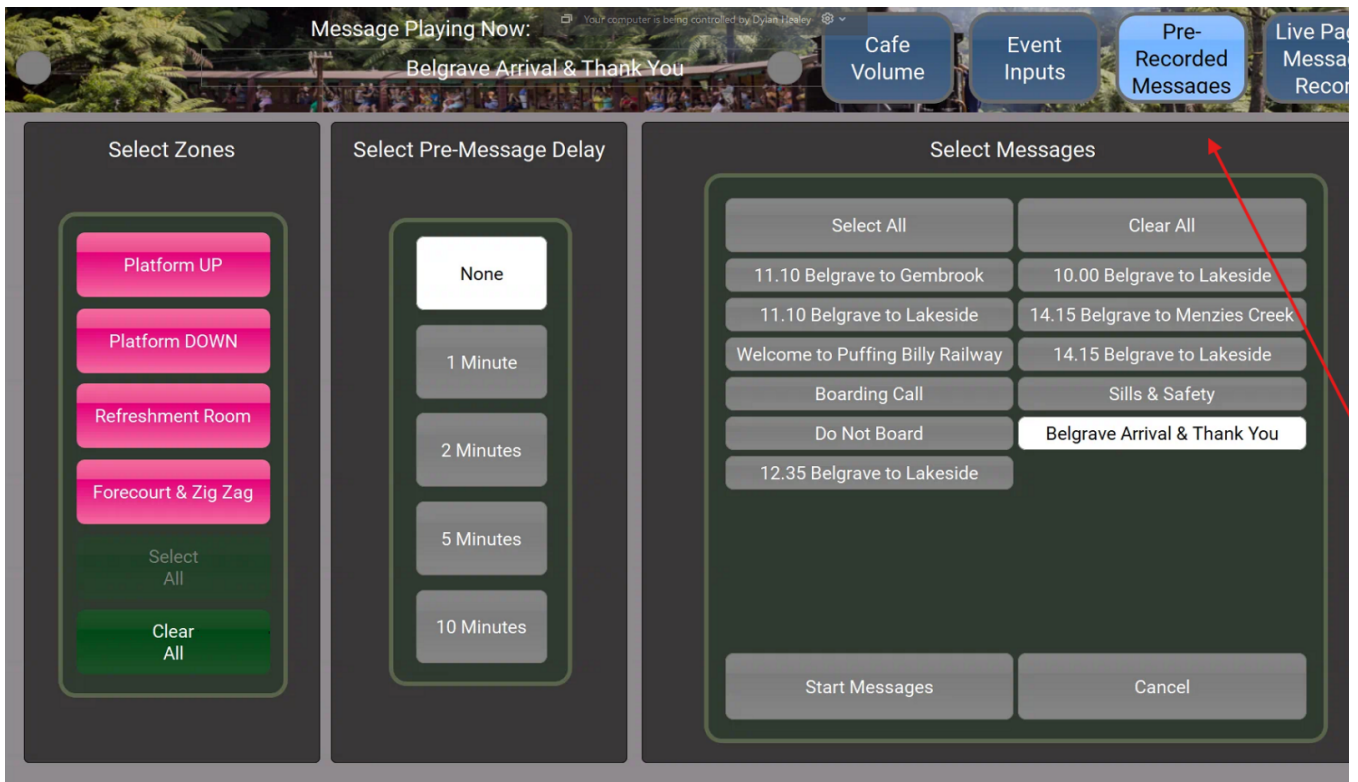 Message Playing Now:
Your computer is being controlled by Dylan Healey
Belgrave Arrival & Thank You
Cafe
Volume
Event
Inputs
Pre-
Recorded
Messages
Live Pag
Messa
Recor
Select Zones
Platform UP
Platform DOWN
Refreshment Room
Forecourt & Zig Zag
Select
All
Clear
All
Select Pre-Message Delay
None
1 Minute
2 Minutes
5 Minutes
10 Minutes
Select Messages
Select All
Clear All
11.10 Belgrave to Gembrook
10.00 Belgrave to Lakeside
11.10 Belgrave to Lakeside
14.15 Belgrave to Menzies Creek
Welcome to Puffing Billy Railway
14.15 Belgrave to Lakeside
Boarding Call
Sills & Safety
Do Not Board
Belgrave Arrival & Thank You
12.35 Belgrave to Lakeside
Start Messages
Cancel